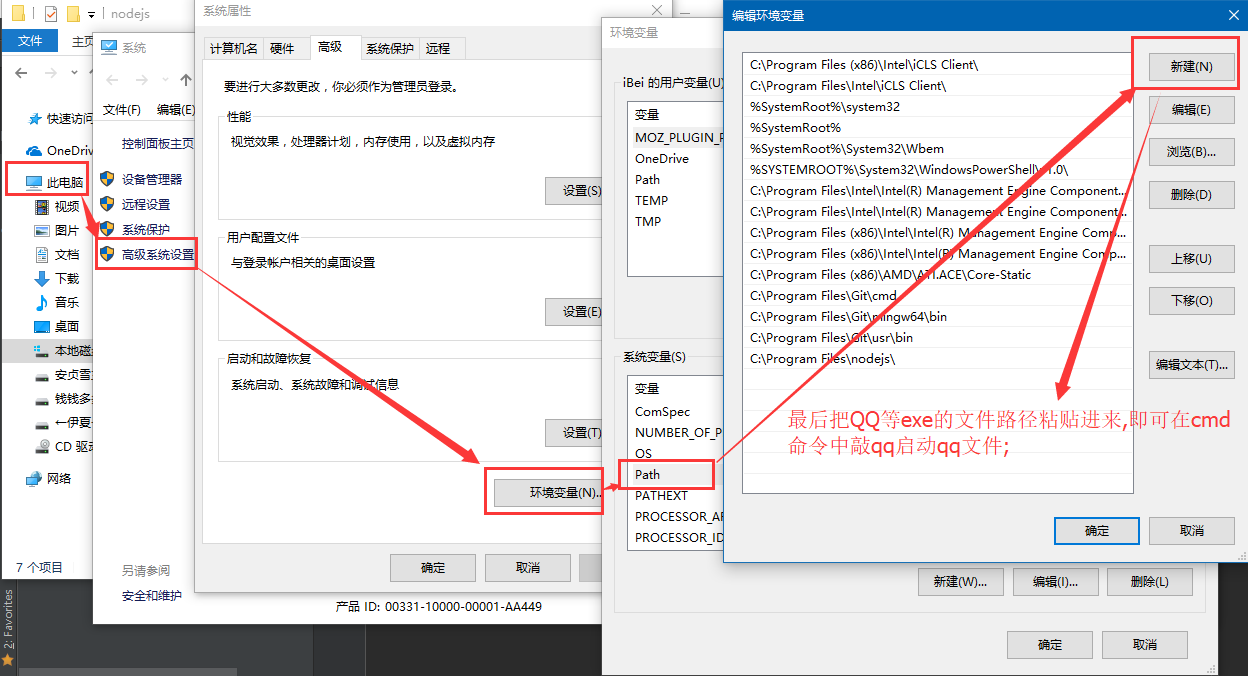 nodejs
文件
主页
快速访问
OneDriv
此电脑
视频
图片
文档
下载
音乐
桌面
本地磁
安贞雪
钱钱多
←伊夏
CD 驱动
网络
7 个项目
2: Favorites
系统
文件(F)
编辑(E)
控制面板主页
设备管理器
远程设置
系统保护
高级系统设置
另请参阅
安全和维护
产品 ID: 00331-10000-00001-AA449
系统属性
计算机名
硬件
高级
系统保护
远程
要进行大多数更改，你必须作为管理员登录。
性能
视觉效果，处理器计划，内存使用，以及虚拟内存
设置(S)
用户配置文件
与登录帐户相关的桌面设置
设置(E)
启动和故障恢复
系统启动、系统故障和调试信息
设置(T)
环境变量(N)...
确定
取消
环境变量
iBei 的用户变量(U)
变量
MOZ_PLUGIN_P
OneDrive
Path
TEMP
TMP
系统变量(S)
变量
ComSpec
NUMBER_OF_P
OS
Path
PATHEXT
PROCESSOR_AR
PROCESSOR_ID
新建(W)...
编辑(I)...
删除(L)
确定
取消
编辑环境变量
C:\Program Files (x86)\Intel\iCLS Client\
C:\Program Files\Intel\iCLS Client\
%SystemRoot%\system32
%SystemRoot%
%SystemRoot%\System32\Wbem
%SYSTEMROOT%\System32\WindowsPowerShell\v1.0\
C:\Program Files\Intel\Intel(R) Management Engine Component...
C:\Program Files\Intel\Intel(R) Management Engine Component...
C:\Program Files (x86)\Intel\Intel(R) Management Engine Comp...
C:\Program Files (x86)\Intel\Intel(R) Management Engine Comp...
C:\Program Files (x86)\AMD\ATI.ACE\Core-Static
C:\Program Files\Git\cmd
C:\Program Files\Git\mingw64\bin
C:\Program Files\Git\usr\bin
C:\Program Files\nodejs\
新建(N)
编辑(E)
浏览(B)...
删除(D)
上移(U)
下移(O)
编辑文本(T)...
最后把QQ等exe的文件路径粘贴进来,即可在cmd
命令中敲qq启动qq文件;
确定
取消